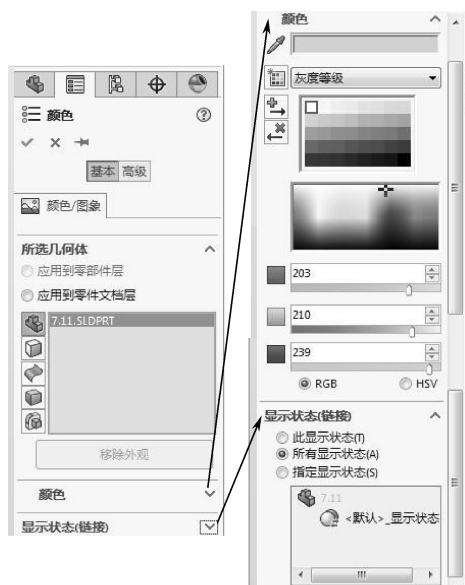 颜色
基本 高级
颜色/图象
所选几何体
应用到零部件层
应用到零件文档层
7.11.SLDPRT
移除外观
颜色
显示状态(链接)
颜色
灰度等级
203
210
239
RGB HSV
显示状态(链接)
此显示状态(T)
所有显示状态(A)
指定显示状态(S)
7.11
<默认>_显示状态